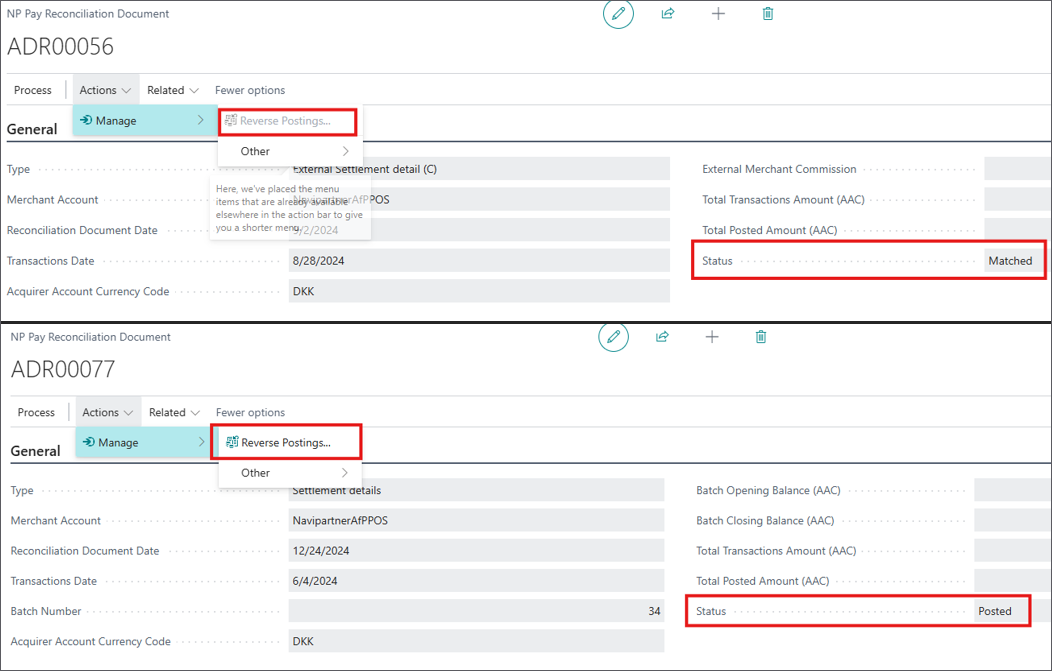 NP Pay Reconciliation Document
ADR00056
Process Actions Related Fewer options
Manage Reverse Postings...
General
Other
Type External Settlement detail (C) External Merchant Commission
Here, we've placed the menu
items that are already available
elsewhere in the action bar to give
you a shorter menu.
Merchant Account NavipartnerAfPPOS Total Transactions Amount (AAC)
Reconciliation Document Date 9/2/2024 Total Posted Amount (AAC)
Transactions Date 8/28/2024 Status Matched
Acquirer Account Currency Code DKK
NP Pay Reconciliation Document
ADR00077
Process Actions Related Fewer options
Manage Reverse Postings...
General
Other
Type Settlement details Batch Opening Balance (AAC)
Merchant Account NavipartnerAfPPOS Batch Closing Balance (AAC)
Reconciliation Document Date 12/24/2024 Total Transactions Amount (AAC)
Transactions Date 6/4/2024 Total Posted Amount (AAC)
Batch Number 34 Status Posted
Acquirer Account Currency Code DKK